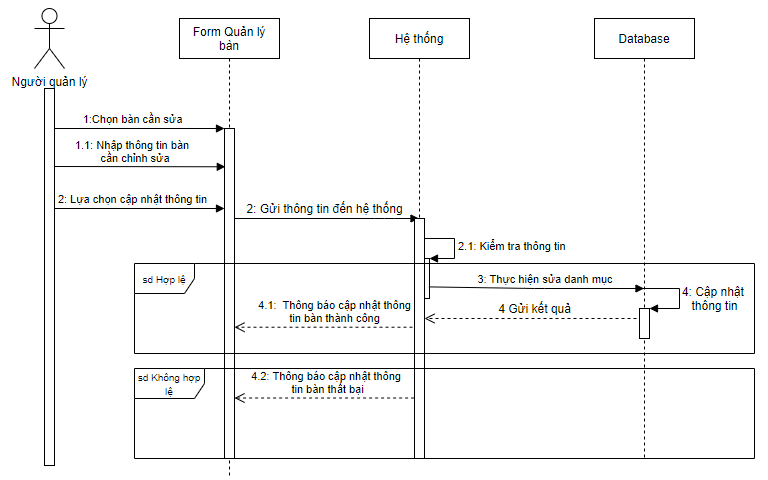 Form Quản lý
bàn
Hệ thống
Database
Người quản lý
1:Chọn bàn cần sửa
1.1: Nhập thông tin bàn
cần chỉnh sửa
2: Lựa chọn cập nhật thông tin
2: Gửi thông tin đến hệ thống
2.1: Kiểm tra thông tin
sd Hợp lệ
3: Thực hiện sửa danh mục
4: Cập nhật
thông tin
4.1: Thông báo cập nhật thông
tin bàn thành công
4 Gửi kết quả
sd Không hợp
lệ
4.2: Thông báo cập nhật thông
tin bàn thất bại